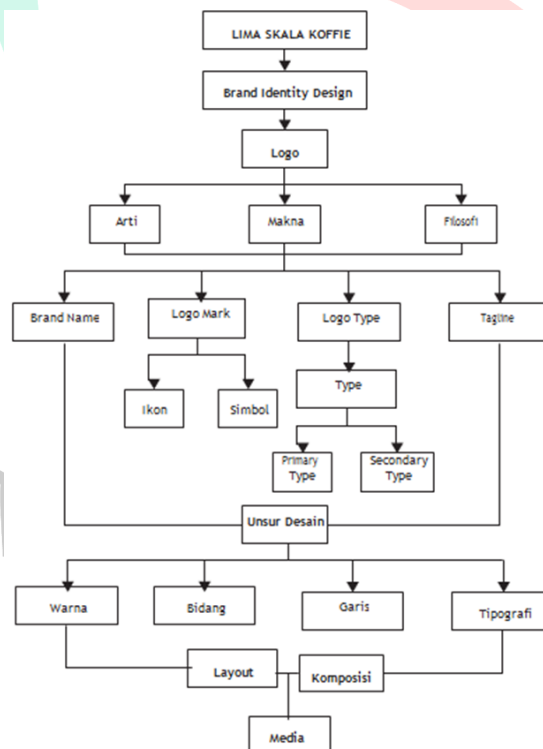 LIMA SKALA KOFFIE
Brand Identity Design
Logo
Arti
Makna
Filosofi
Brand Name
Logo Mark
Logo Type
Tagline
Ikon
Simbol
Type
Primary
Type
Secondary
Type
Unsur Desain
Warna
Bidang
Garis
Tipografi
Layout
Komposisi
Media